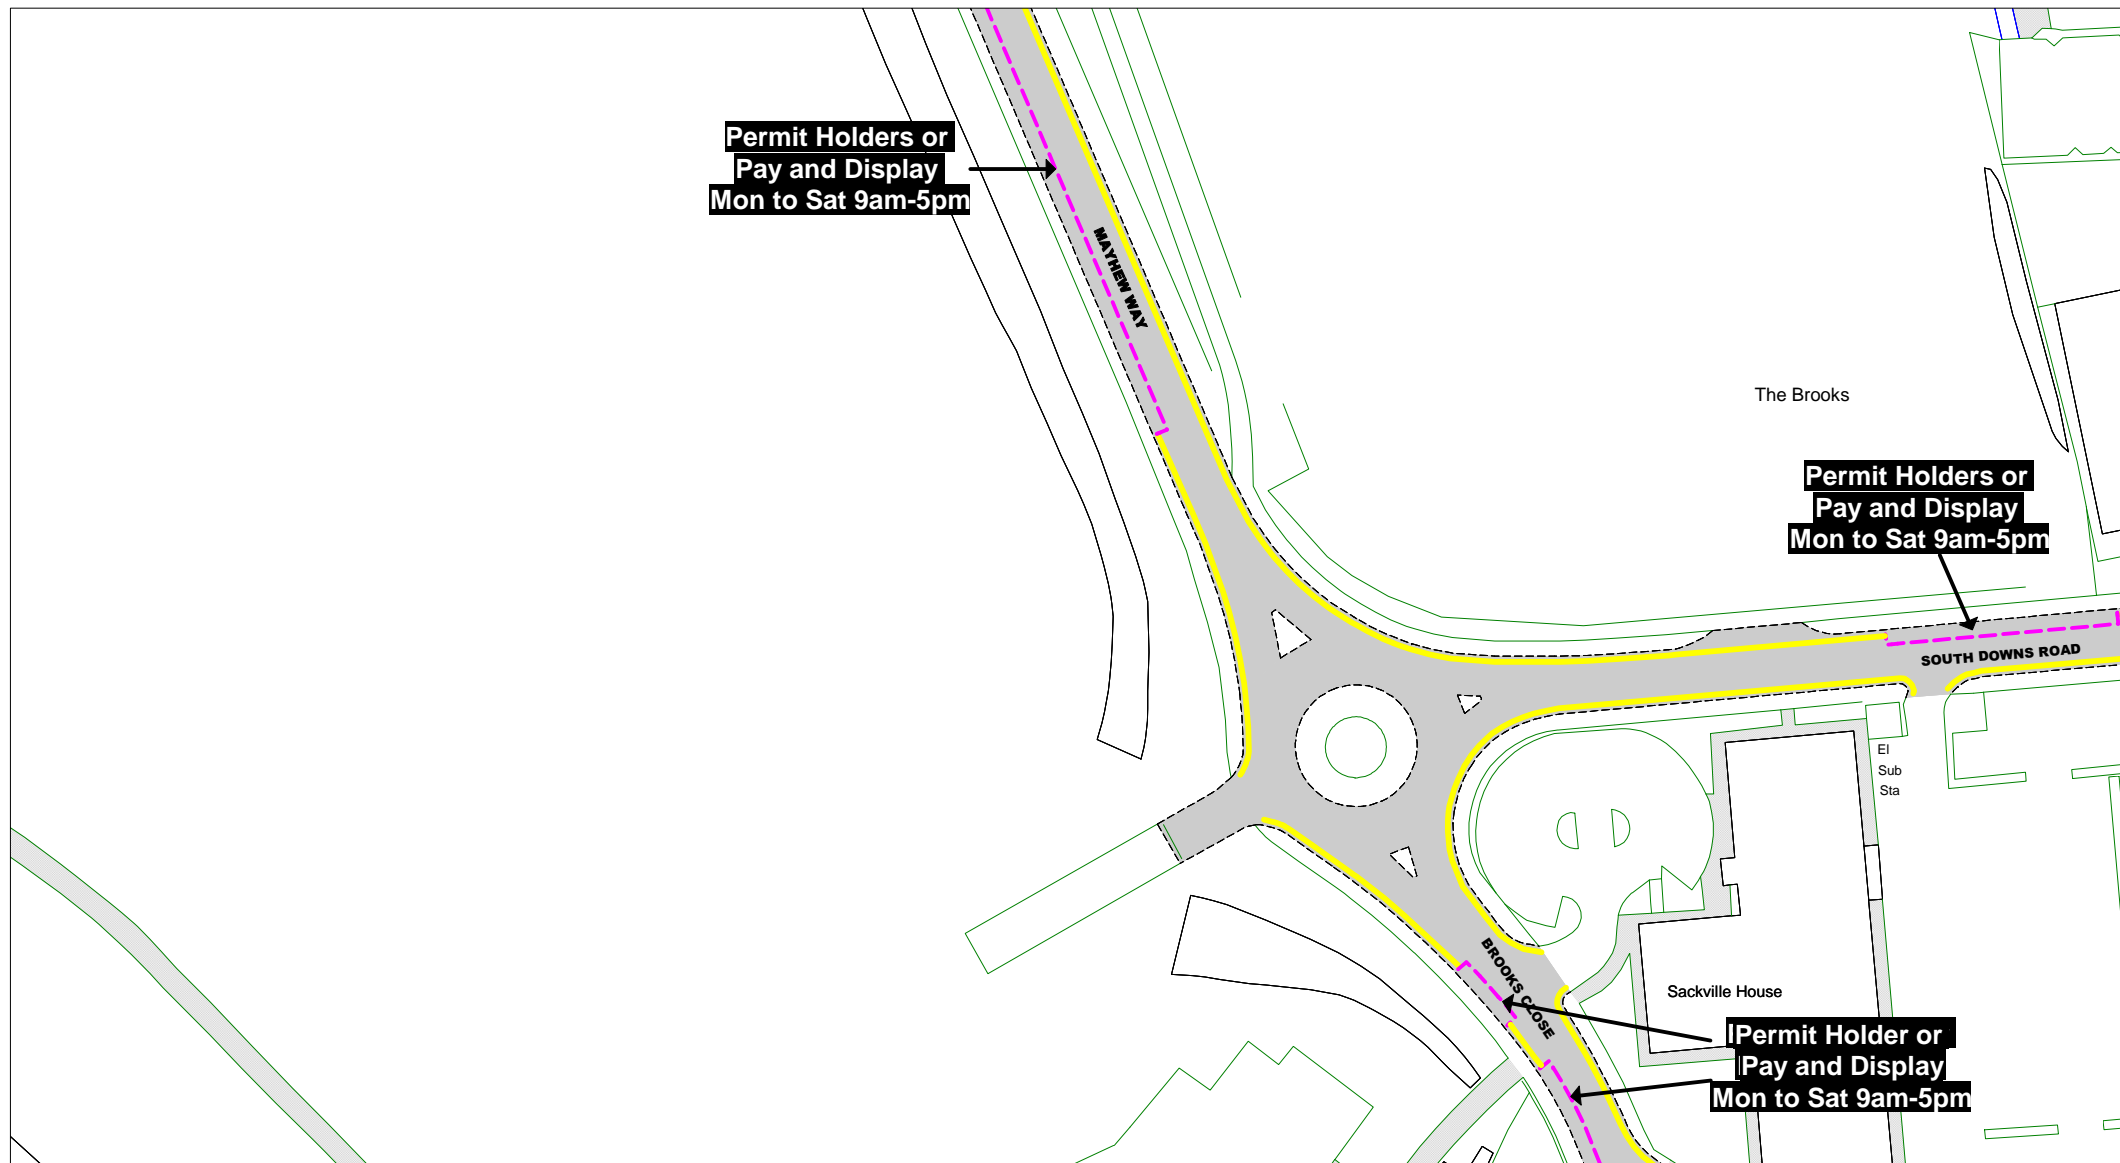 Permit Holders or
Pay and Display
Mon to Sat 9am-5pm
MAYHEW WAY
The Brooks
Permit Holders or
Pay and Display
Mon to Sat 9am-5pm
SOUTH DOWNS ROAD
El
Sub
Sta
BROOKS CLOSE
Sackville House
Permit Holder or
Pay and Display
Mon to Sat 9am-5pm